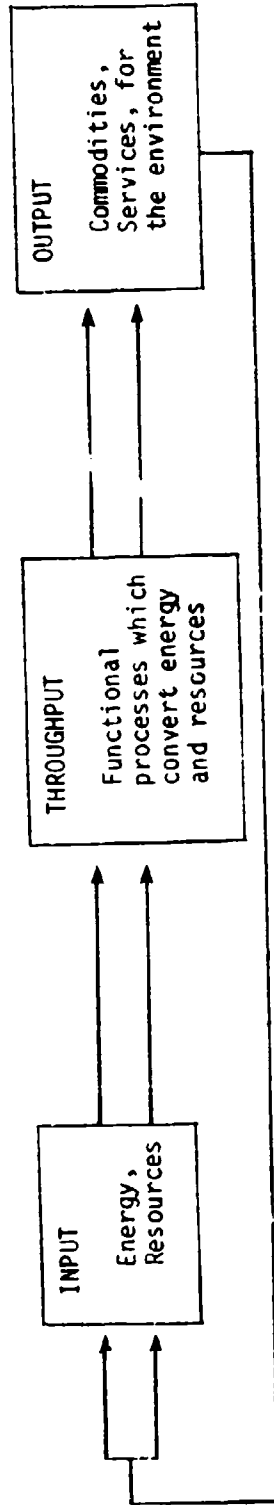 INPUT
Energy,
Resources
THROUGHPUT
Functional
processes which
convert energy
and resources
OUTPUT
Commodities,
Services, for
the environment